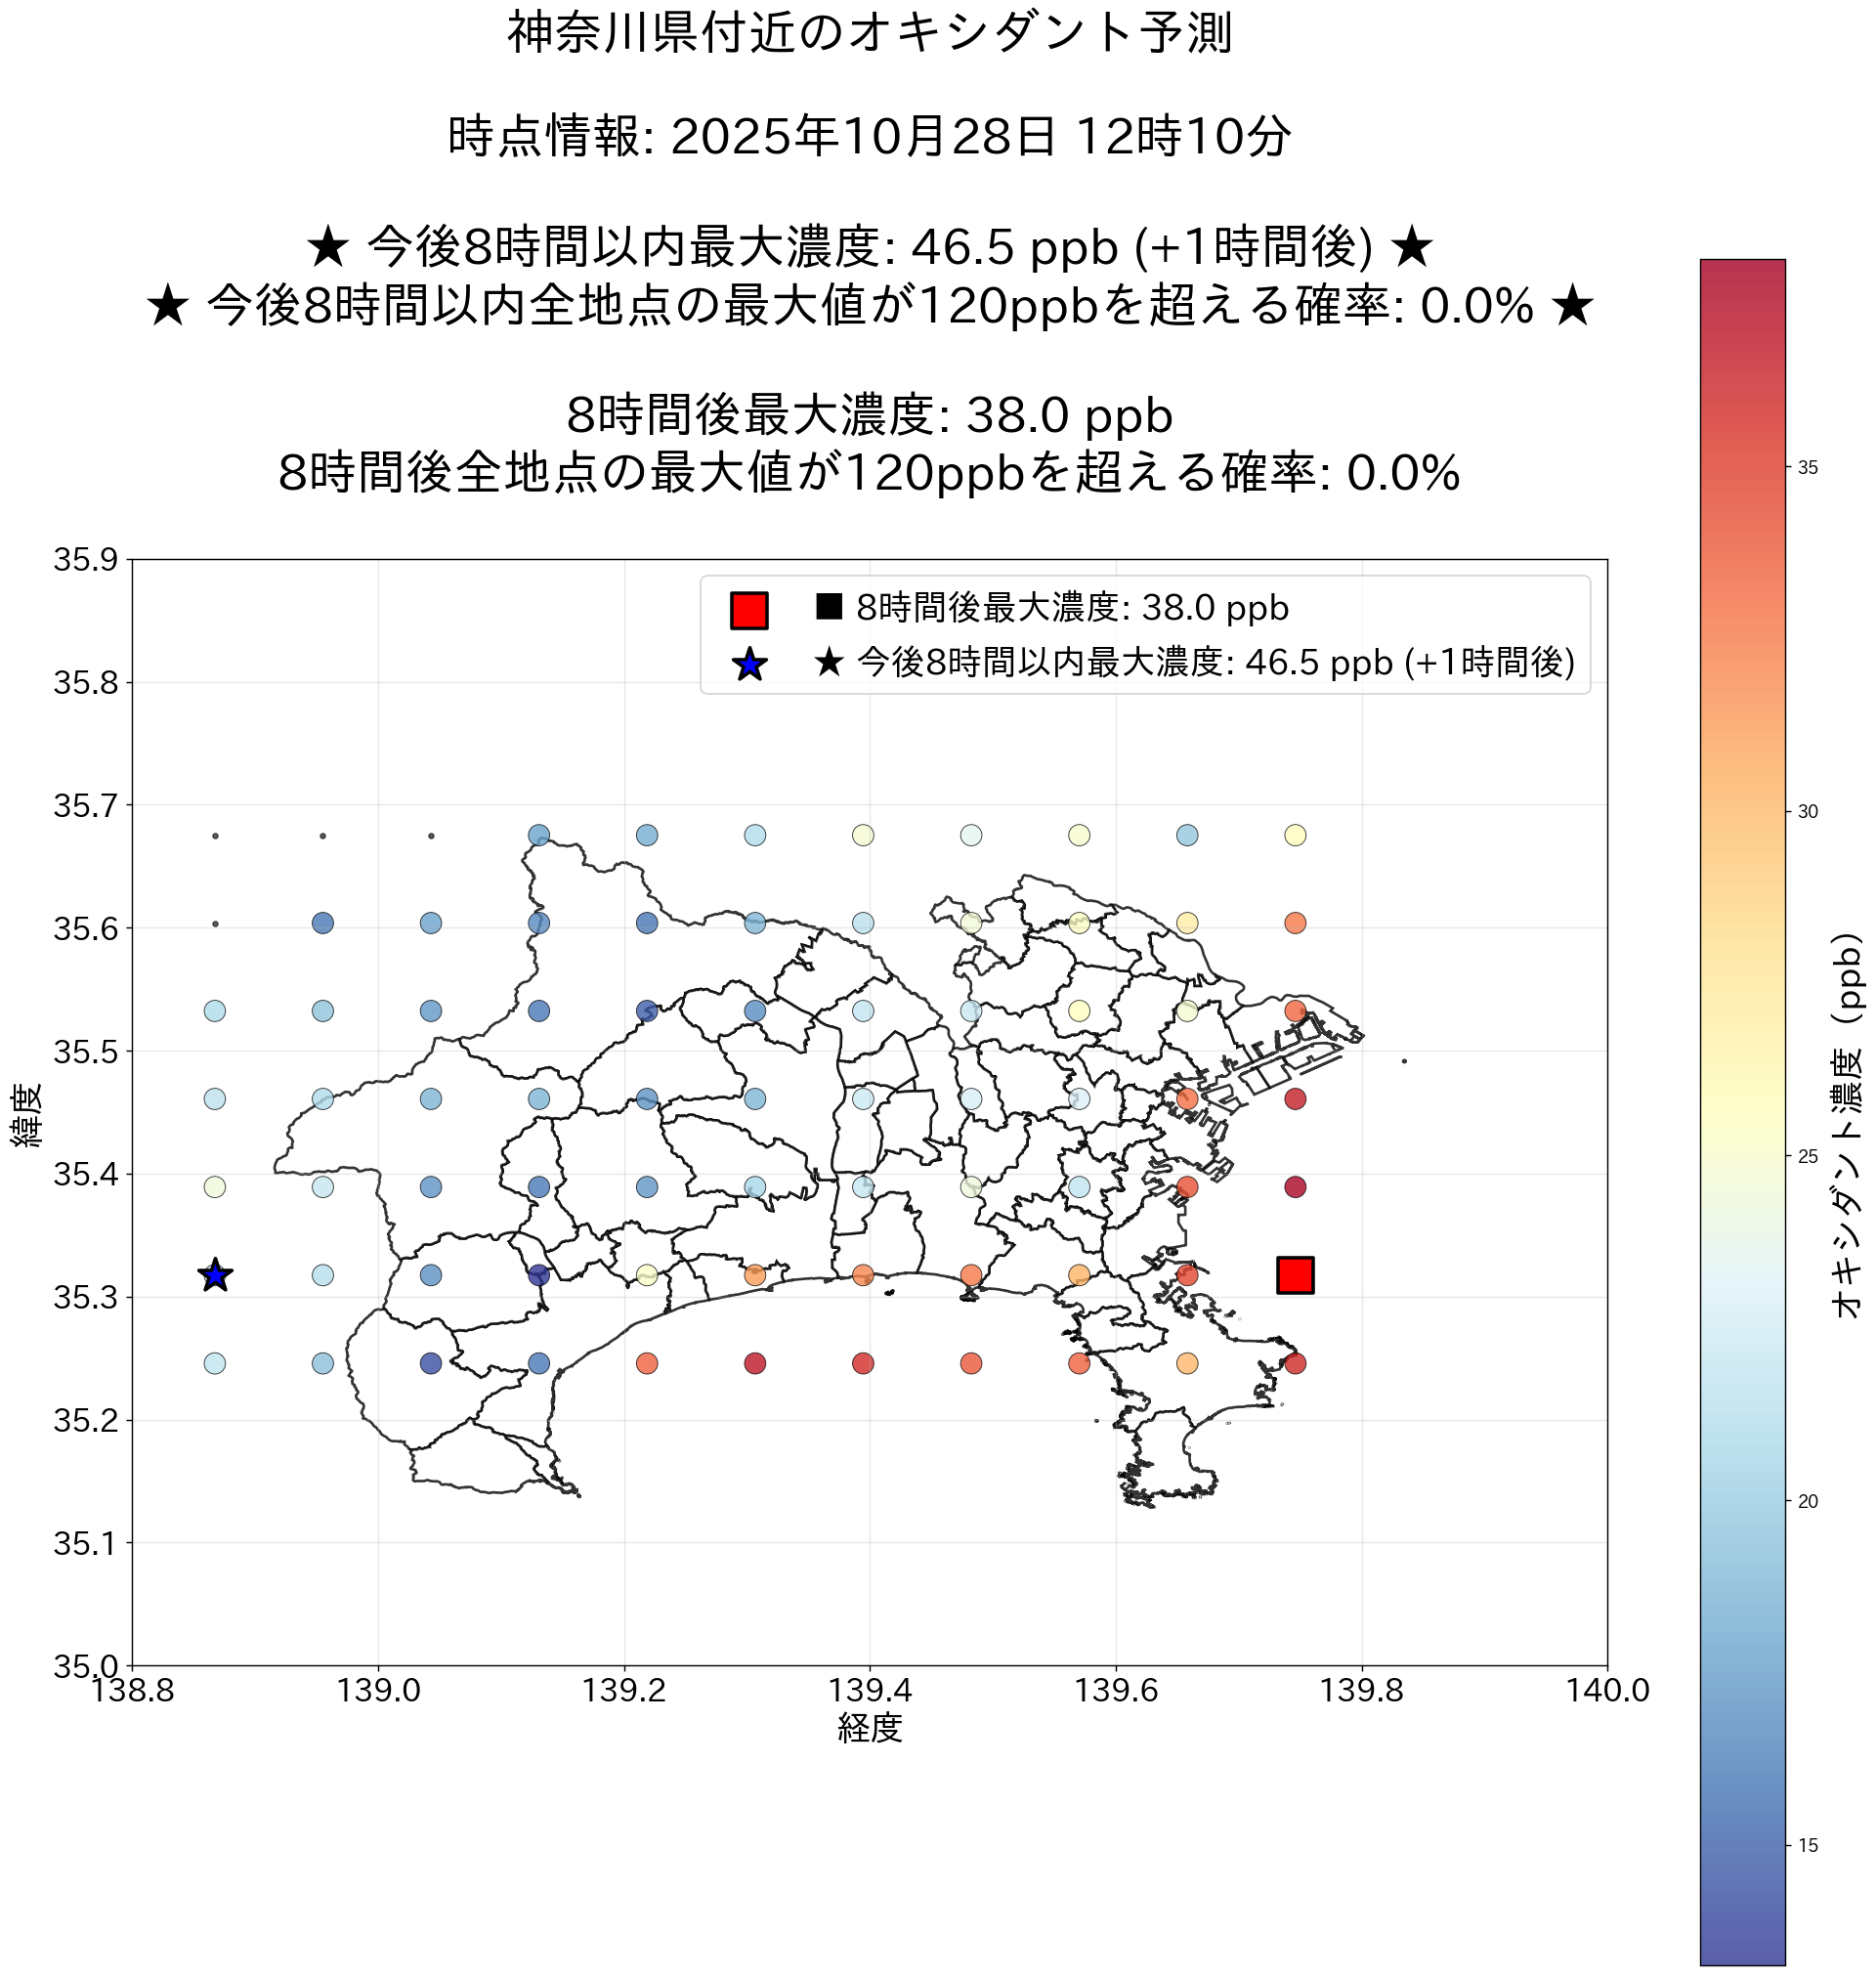 神奈川県付近のオキシダント予測
時点情報: 2025年10月28日 12時10分
★ 今後8時間以内最大濃度: 46.5 ppb (+1時間後) ★
★ 今後8時間以内全地点の最大値が120ppbを超える確率: 0.0% ★
8時間後最大濃度: 38.0 ppb
8時間後全地点の最大値が120ppbを超える確率: 0.0%
■ 8時間後最大濃度: 38.0 ppb
★ 今後8時間以内最大濃度: 46.5 ppb (+1時間後)
35.9
35.8
35.7
35.6
35.5
35.4
35.3
35.2
35.1
35.0
緯度
138.8
139.0
139.2
139.4
139.6
139.8
140.0
経度
35
30
25
20
15
オキシダント濃度（ppb）